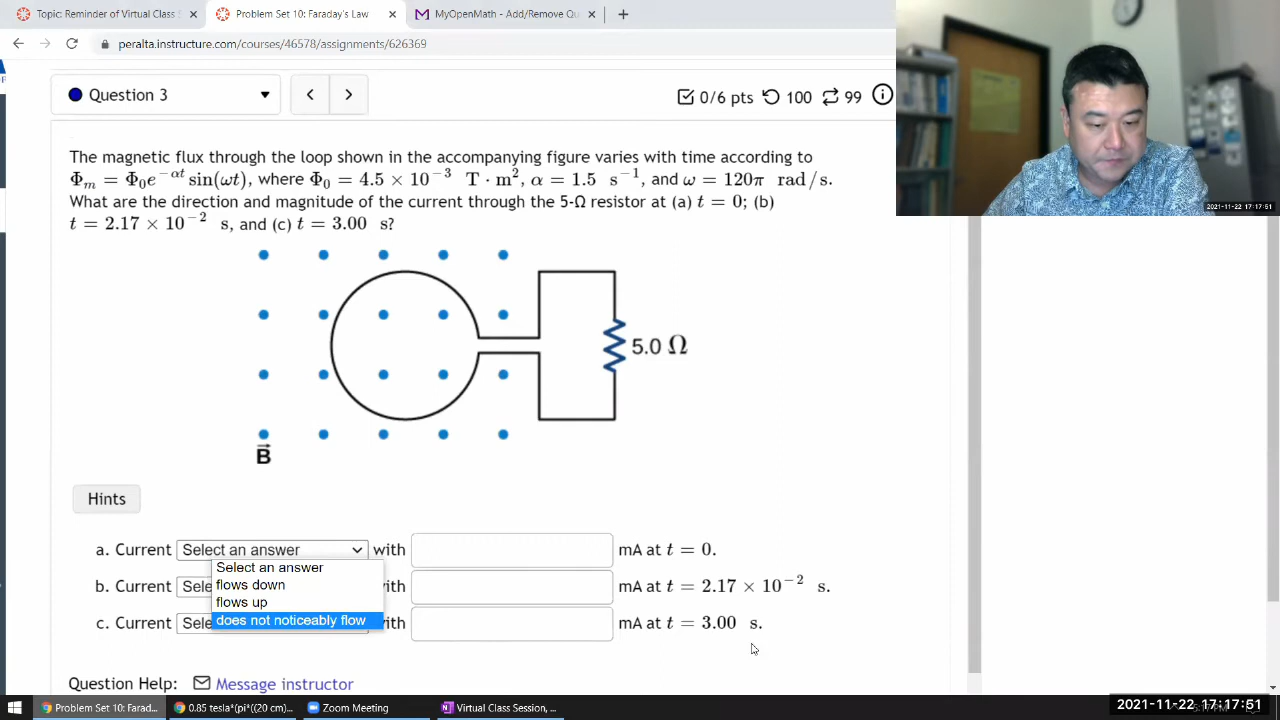 Topic: Reminder of Virtual Class S
Problem Set 10: Faraday's Law
MyOpenMath - Add/Remove Qu
peralta.instructure.com/courses/46578/assignments/626369
Question 3
0/6 pts 100 99
The magnetic flux through the loop shown in the accompanying figure varies with time according to
Φm = Φ0e^−αt sin(ωt), where Φ0 = 4.5 × 10^−3 T · m^2, α = 1.5 s^−1, and ω = 120π rad/s.
What are the direction and magnitude of the current through the 5-Ω resistor at (a) t = 0; (b)
t = 2.17 × 10^−2 s, and (c) t = 3.00 s?
5.0 Ω
B
Hints
a. Current Select an answer with mA at t = 0.
Select an answer
flows down
b. Current Sele ith mA at t = 2.17 × 10^−2 s.
flows up
does not noticeably flow
c. Current Sele ith mA at t = 3.00 s.
Question Help: Message instructor
Problem Set 10: Farad...
0.85 tesla*(pi*((20 cm)...
Zoom Meeting
Virtual Class Session, ...
2021-11-22 17:17:51
2021-11-22 17:17:51